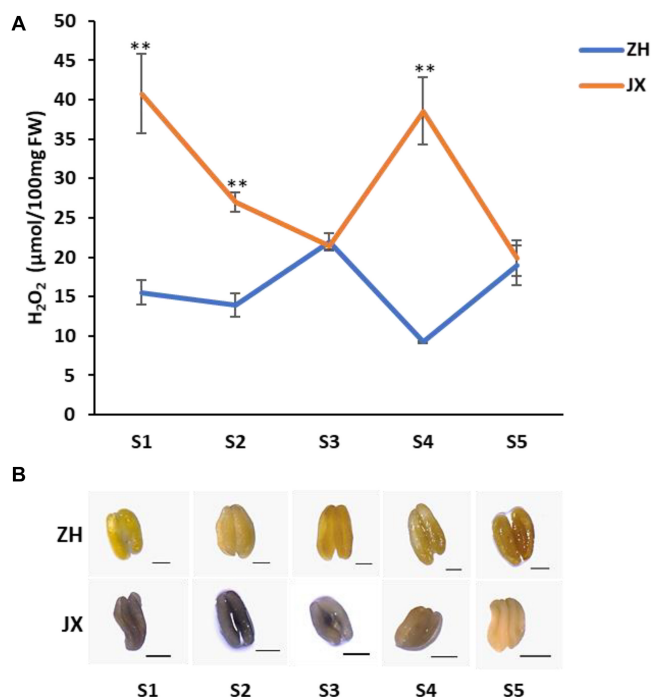 A
50
45
40
35
30
25
20
15
10
5
0
H₂O₂ (μmol/100mg FW)
**
**
**
ZH
JX
S1 S2 S3 S4 S5
B
ZH
JX
S1 S2 S3 S4 S5